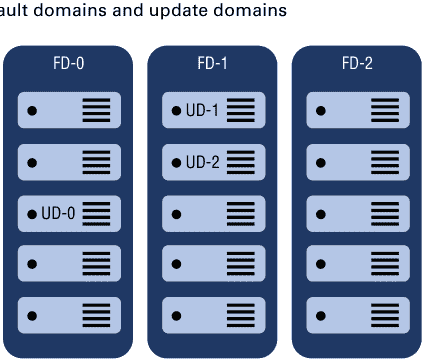 ault domains and update domains
FD-0
FD-1
FD-2
UD-1
UD-2
UD-0